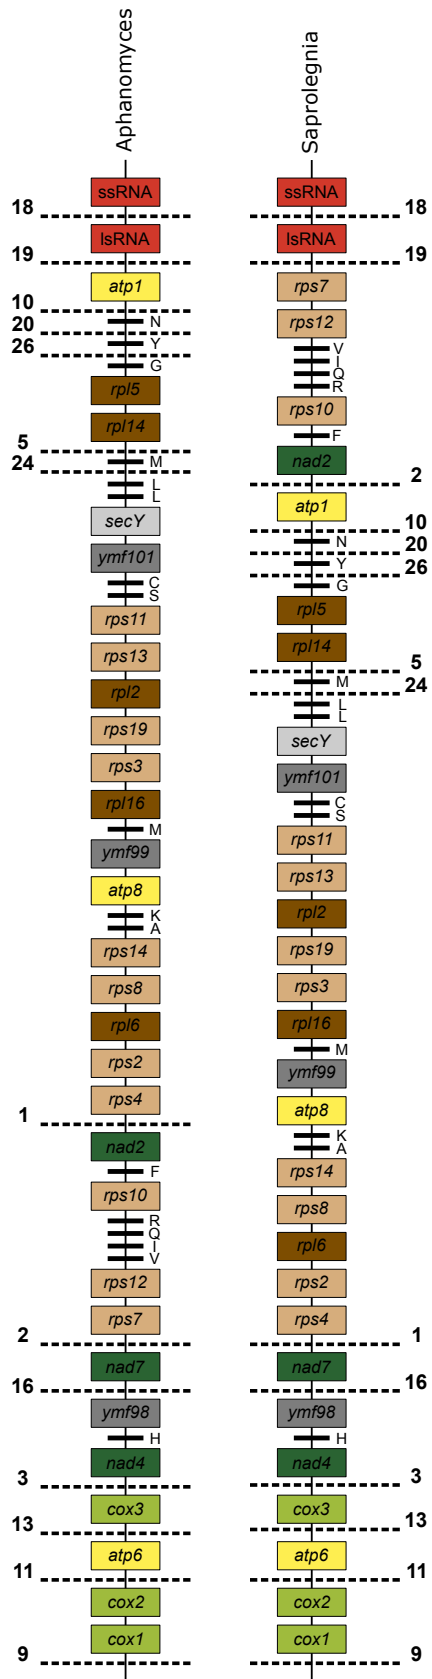 Aphanomyces
ssRNA
18
lsRNA
19
atp1
10
N
20
Y
26
G
rpl5
rpl14
5
M
24
L
L
secY
ymf101
C
S
rps11
rps13
rpl2
rps19
rps3
rpl16
M
ymf99
atp8
K
A
rps14
rps8
rpl6
rps2
rps4
1
nad2
F
rps10
R
Q
I
V
rps12
rps7
2
nad7
16
ymf98
H
nad4
3
cox3
13
atp6
11
cox2
cox1
9
Saprolegnia
ssRNA
18
lsRNA
19
rps7
rps12
V
I
Q
R
rps10
F
nad2
2
atp1
10
N
20
Y
26
G
rpl5
rpl14
5
M
24
L
L
secY
ymf101
C
S
rps11
rps13
rpl2
rps19
rps3
rpl16
M
ymf99
atp8
K
A
rps14
rps8
rpl6
rps2
rps4
1
nad7
16
ymf98
H
nad4
3
cox3
13
atp6
11
cox2
cox1
9